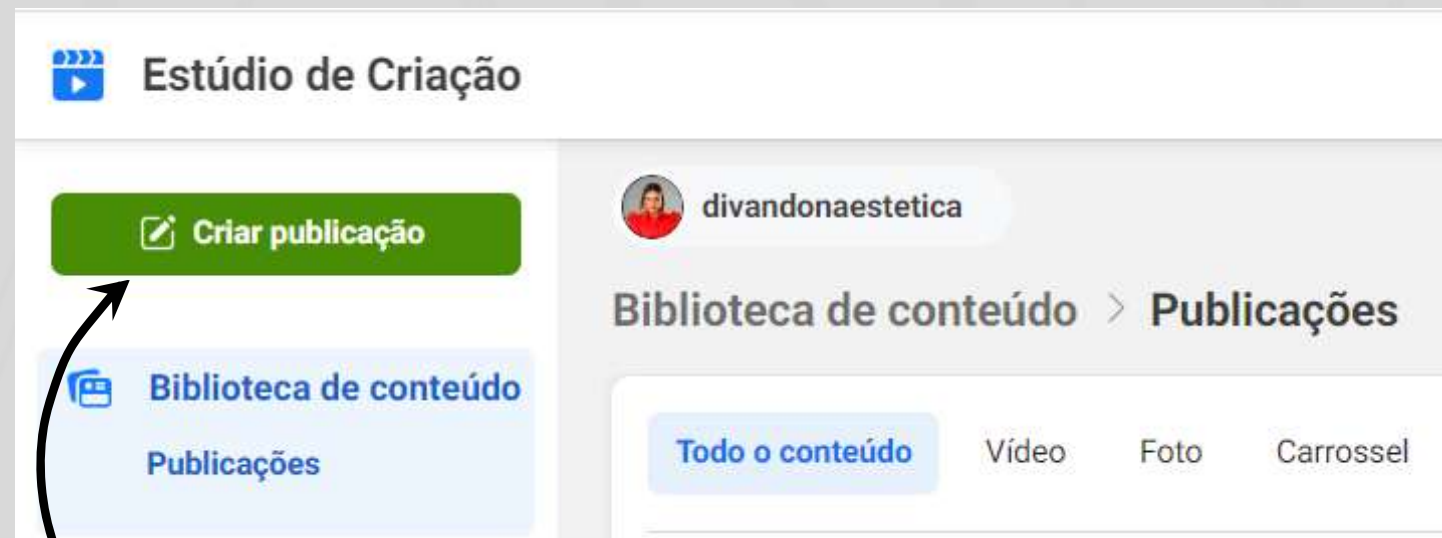 Estúdio de Criação
Criar publicação
divandonaestetica
Biblioteca de conteúdo > Publicações
Biblioteca de conteúdo
Publicações
Todo o conteúdo Vídeo Foto Carrossel